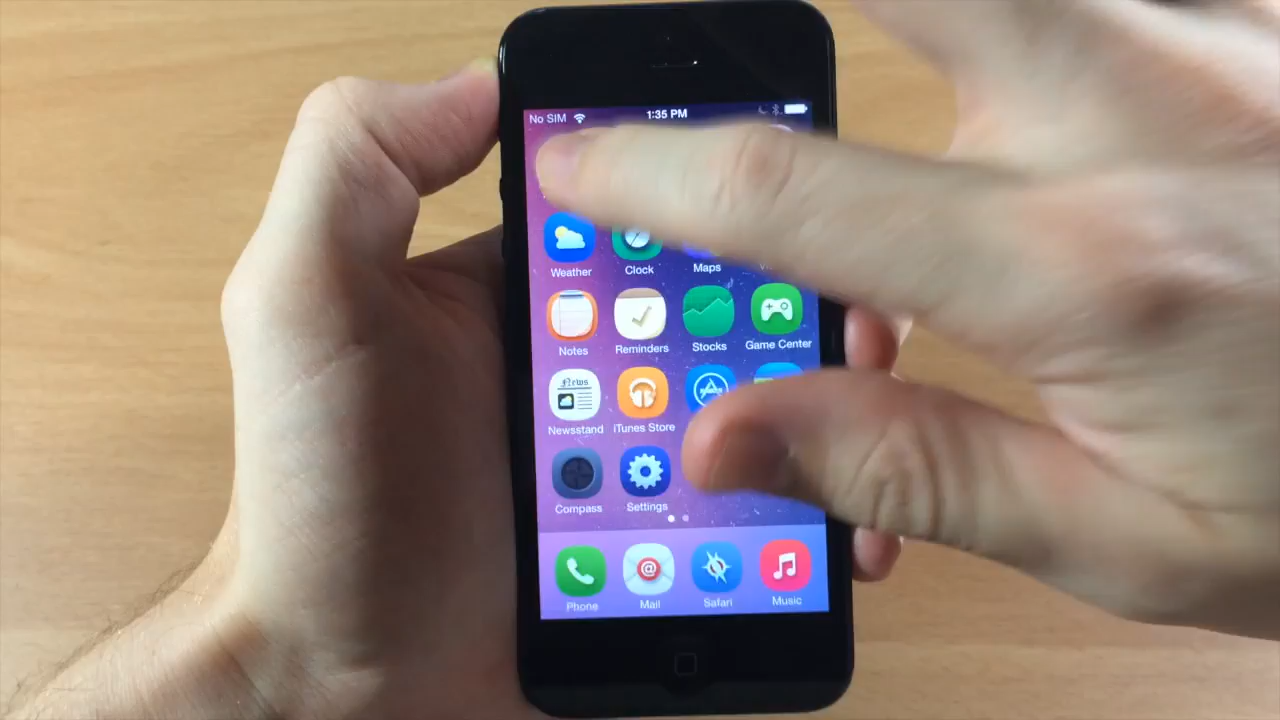 No SIM 1:35 PM
Weather Clock Maps
Notes Reminders Stocks Game Center
News
Newsstand iTunes Store
Compass Settings
Phone Mail Safari Music